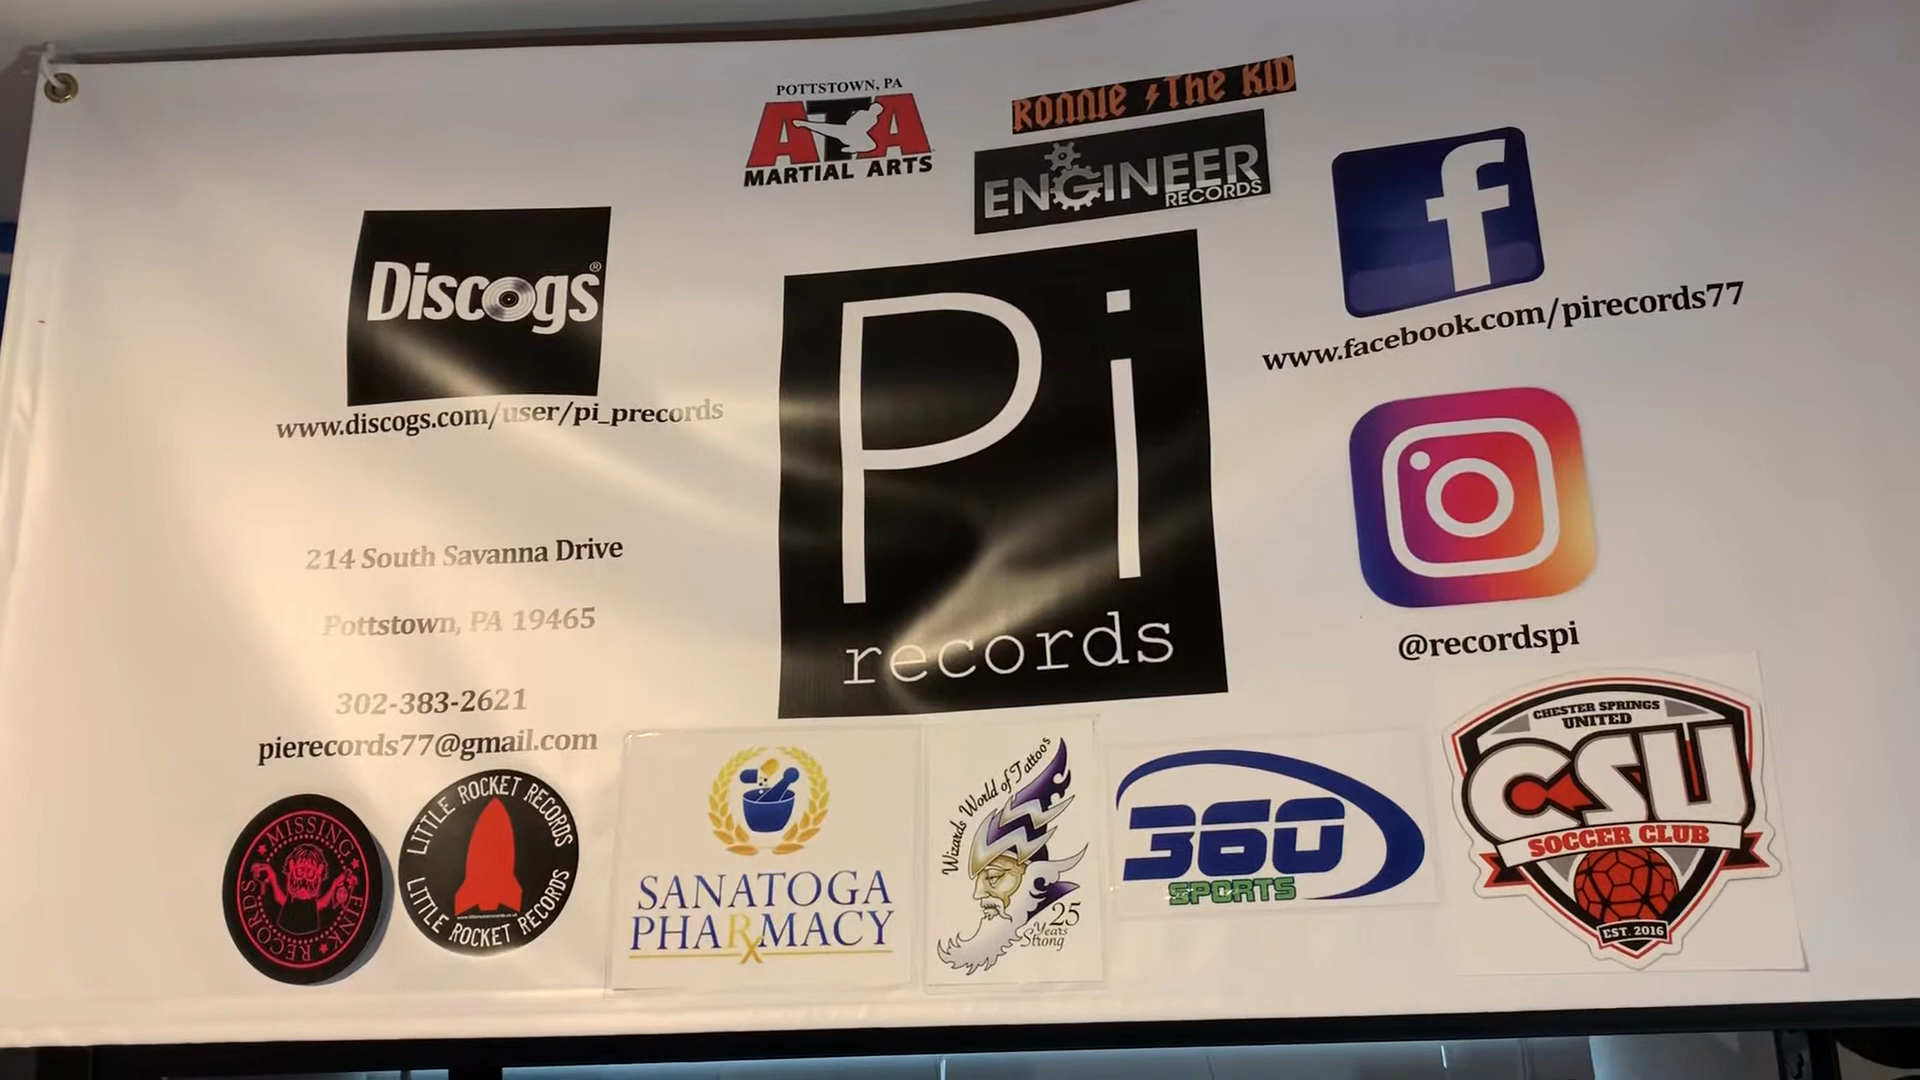 POTTSTOWN, PA
ATA
MARTIAL ARTS
RONNIE THE KID
ENGINEER
RECORDS
f
Discogs®
www.discogs.com/user/pi_precords
www.facebook.com/pirecords77
Pi
records
@recordspi
214 South Savanna Drive
Pottstown, PA 19465
302-383-2621
pierecords77@gmail.com
MISSING
FINK
RECORDS
LITTLE ROCKET RECORDS
LITTLE ROCKET RECORDS
SANATOGA
PHARMACY
Wizards World of Tattoos
25
Years
Strong
360
SPORTS
CHESTER SPRINGS
UNITED
CSU
SOCCER CLUB
EST. 2016